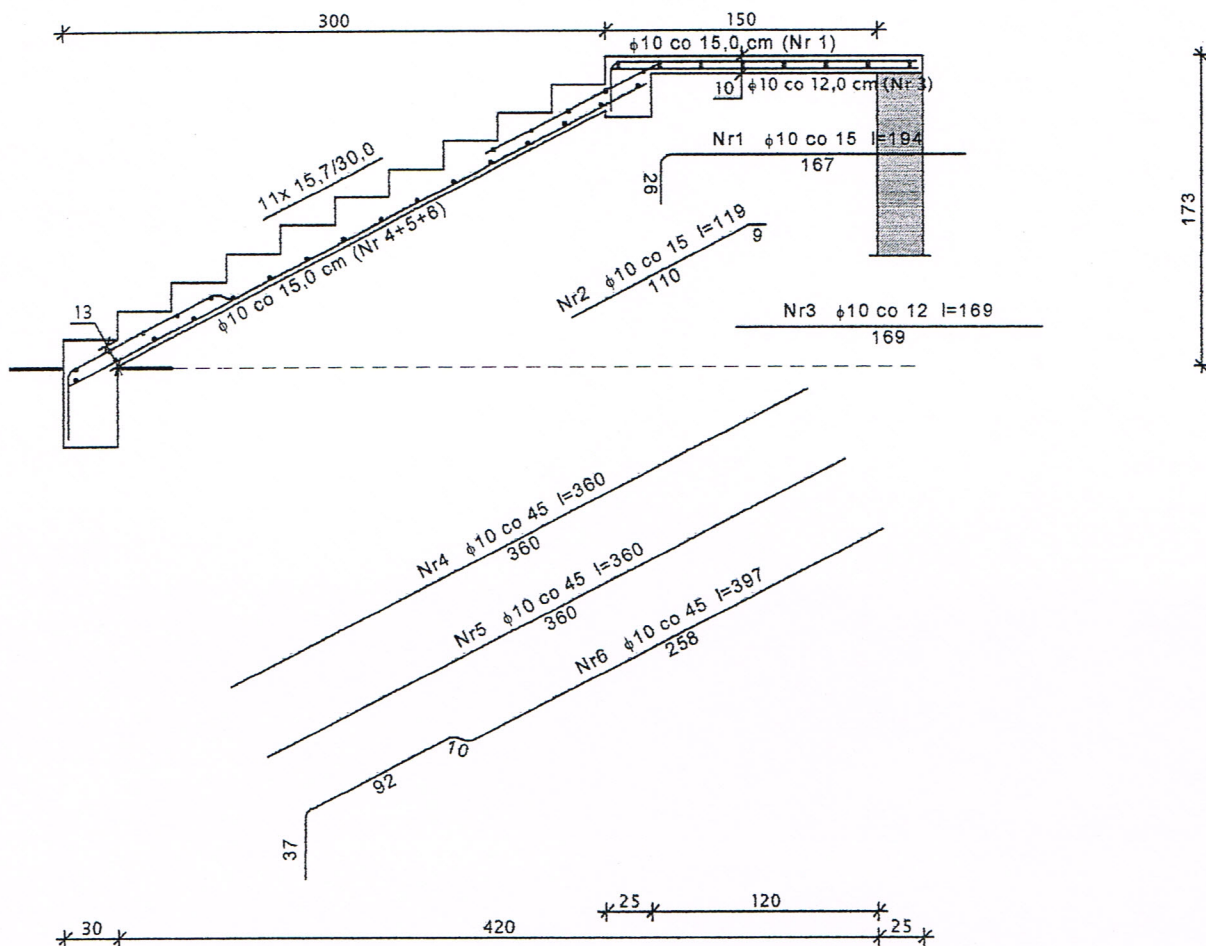 300
150
ϕ10 co 15,0 cm (Nr 1)
10
ϕ10 co 12,0 cm (Nr 3)
Nr1 ϕ10 co 15 l=194
167
26
11x 15,7/30,0
173
ϕ10 co 15,0 cm (Nr 4+5+6)
Nr2 ϕ10 co 15 l=119
110
9
13
Nr3 ϕ10 co 12 l=169
169
Nr4 ϕ10 co 45 l=360
360
Nr5 ϕ10 co 45 l=360
360
Nr6 ϕ10 co 45 l=397
258
10
92
37
25
120
30
420
25